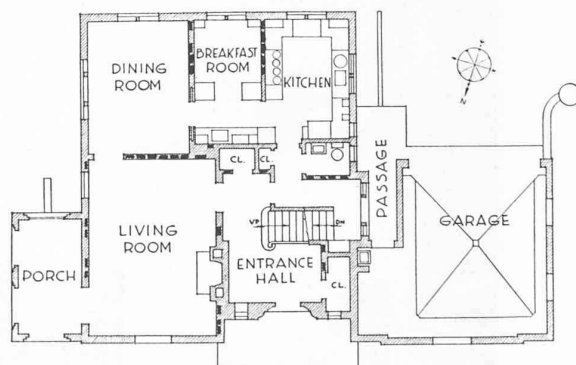 DINING
ROOM
BREAKFAST
ROOM
KITCHEN
N
CL.
CL.
PASSAGE
GARAGE
LIVING
ROOM
UP
DN
PORCH
ENTRANCE
HALL
CL.